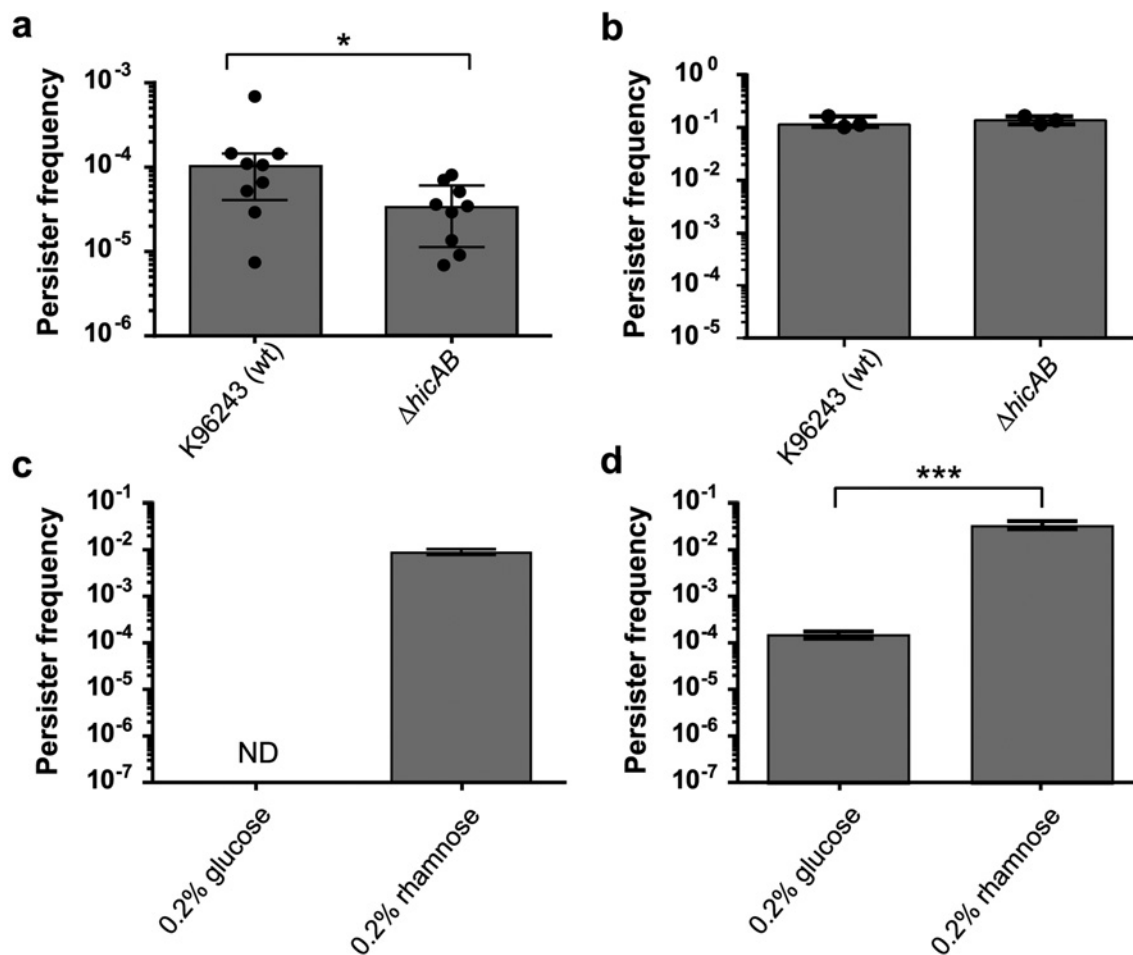 a
*
Persister frequency
10^-3
10^-4
10^-5
10^-6
K96243 (wt)
ΔhicAB
b
Persister frequency
10^0
10^-1
10^-2
10^-3
10^-4
10^-5
K96243 (wt)
ΔhicAB
c
Persister frequency
10^-1
10^-2
10^-3
10^-4
10^-5
10^-6
10^-7
ND
0.2% glucose
0.2% rhamnose
d
***
Persister frequency
10^-1
10^-2
10^-3
10^-4
10^-5
10^-6
10^-7
0.2% glucose
0.2% rhamnose